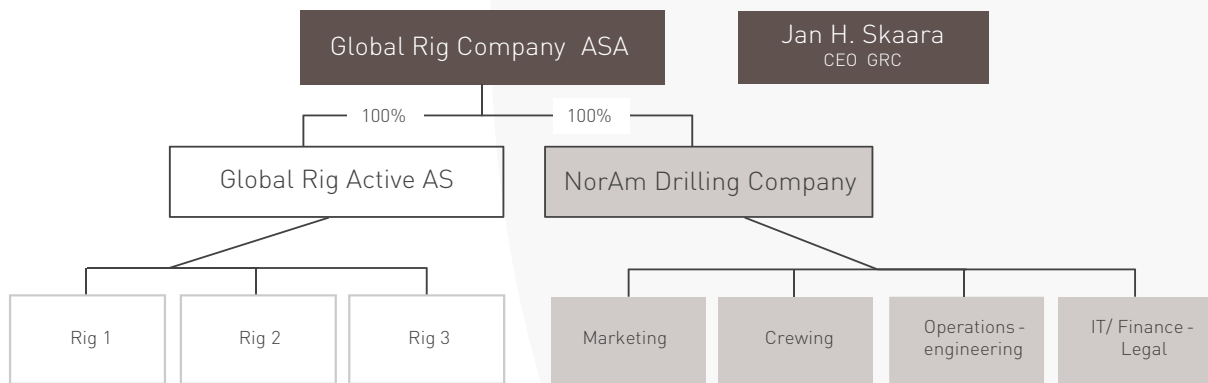 Global Rig Company ASA
Jan H. Skaara
CEO GRC
100%
100%
Global Rig Active AS
NorAm Drilling Company
Rig 1
Rig 2
Rig 3
Marketing
Crewing
Operations -
engineering
IT/ Finance -
Legal